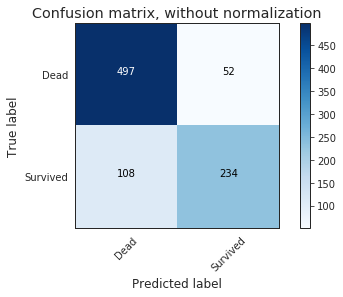 Confusion matrix, without normalization
True label
Dead
497
52
Survived
108
234
Dead
Survived
Predicted label
450
400
350
300
250
200
150
100